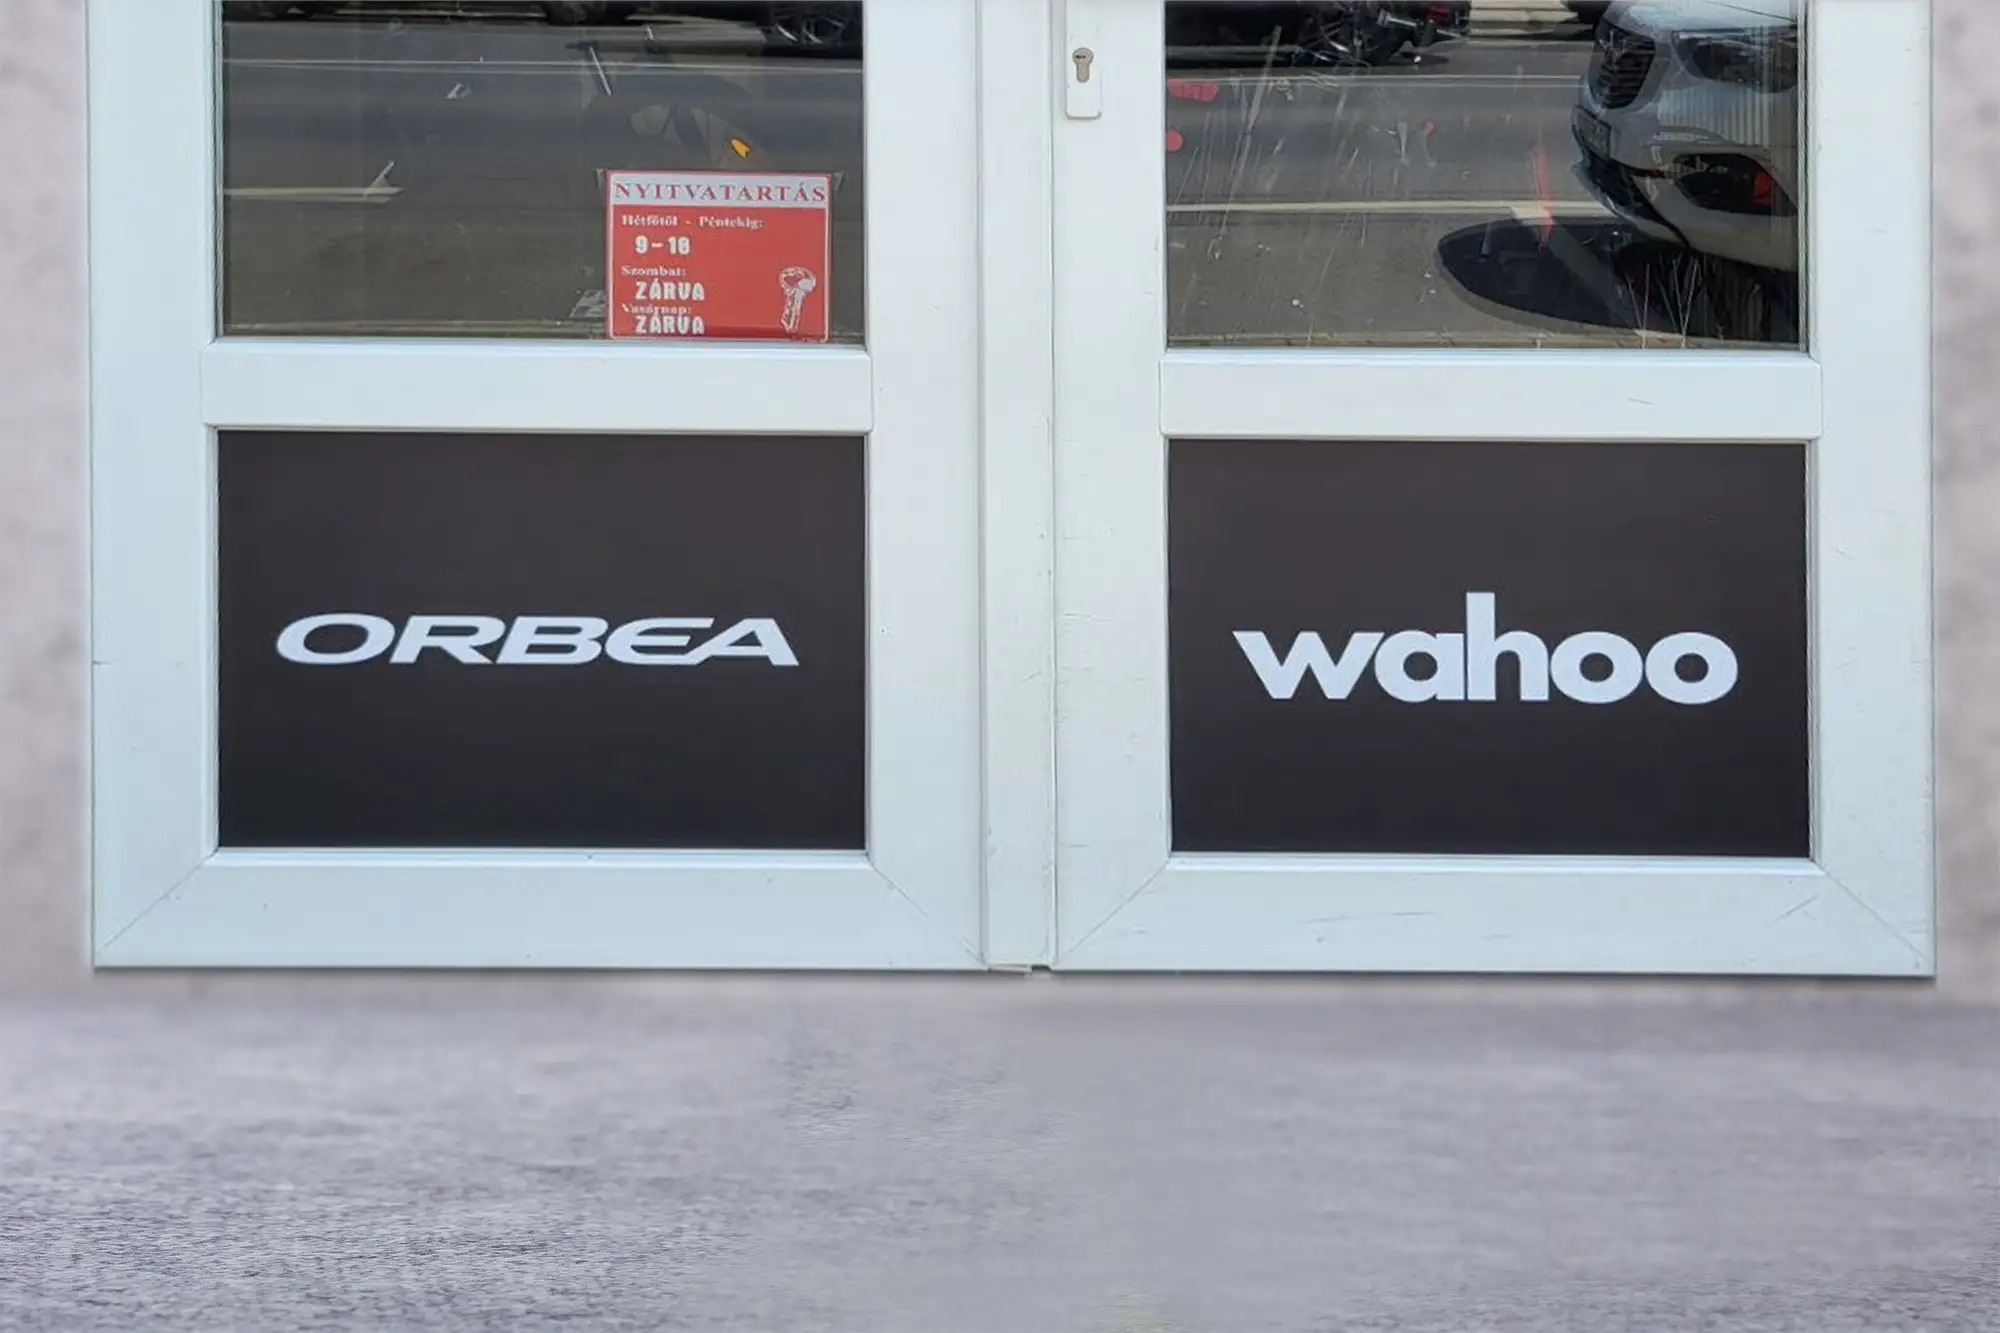 NYITVATARTÁS
Hétfőtől - Péntekig:
9-18
Szombat:
ZÁRVA
Vasárnap:
ZÁRVA
ORBEA
wahoo